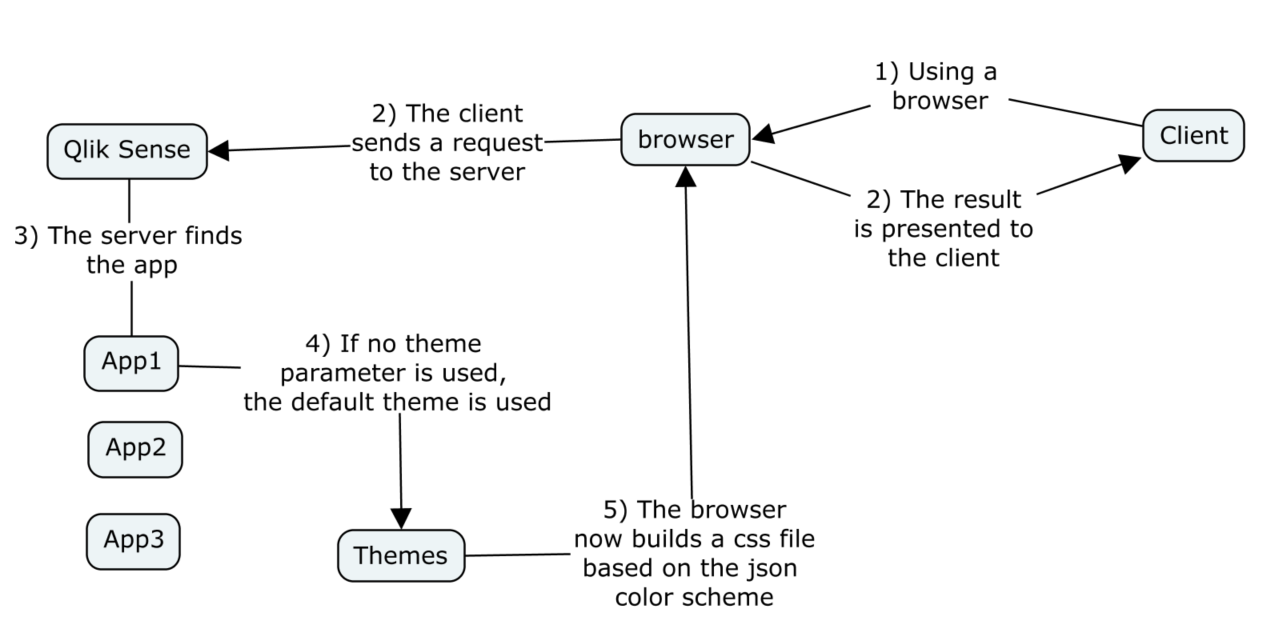 1) Using a
browser
Client
2) The client
sends a request
to the server
browser
Qlik Sense
2) The result
is presented to
the client
3) The server finds
the app
App1
4) If no theme
parameter is used,
the default theme is used
App2
App3
Themes
5) The browser
now builds a css file
based on the json
color scheme